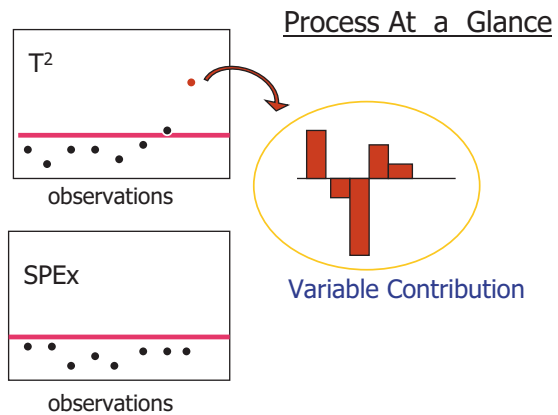 Process At a Glance
T²
observations
Variable Contribution
SPEx
observations